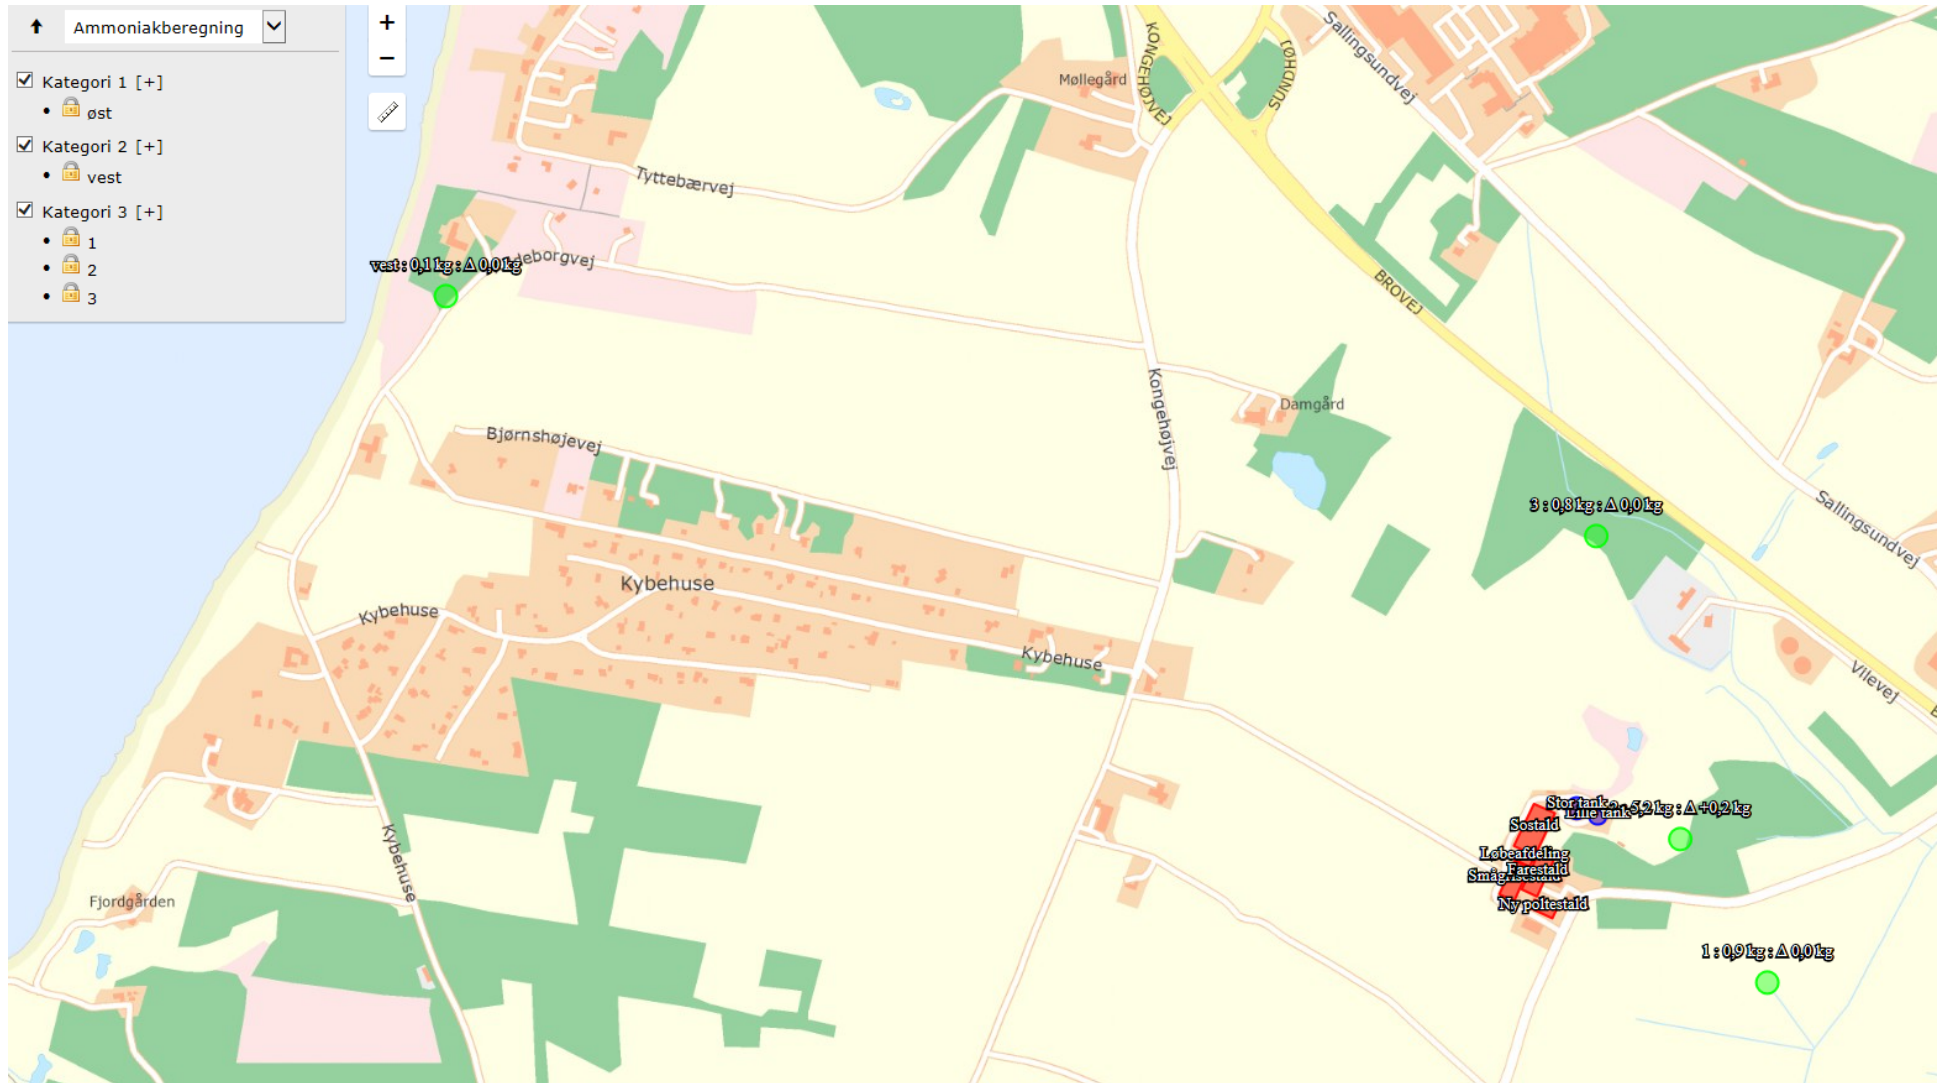 Ammoniakberegning
Kategori 1 [+]
øst
Kategori 2 [+]
vest
Kategori 3 [+]
1
2
3
+
−
KONGEHØJVEJ
SUNDHØJ
Sallingsundvej
Møllegård
Tyttebærvej
vest : 0,1 kg : Δ 0,0 kg
BROVEJ
Kongehøjvej
Damgård
Bjørnshøjevej
3 : 0,8 kg : Δ 0,0 kg
Sallingsundvej
Kybehuse
Kybehuse
Kybehuse
Vilevej
Stor tank
2 : 5,2 kg : Δ +0,2 kg
Lille tank
Sostald
Løbeafdeling
Farestald
Smågrisestald
Ny poltestald
Kybehuse
Fjordgården
1 : 0,9 kg : Δ 0,0 kg